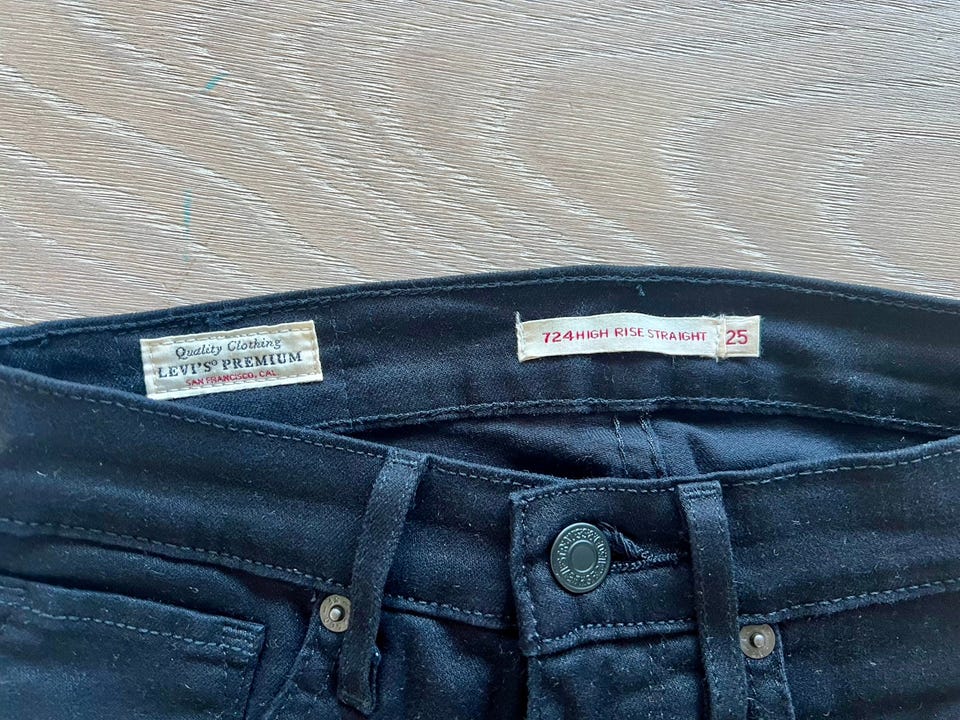 Quality Clothing
LEVI'S® PREMIUM
SAN FRANCISCO, CAL
724 HIGH RISE STRAIGHT 25